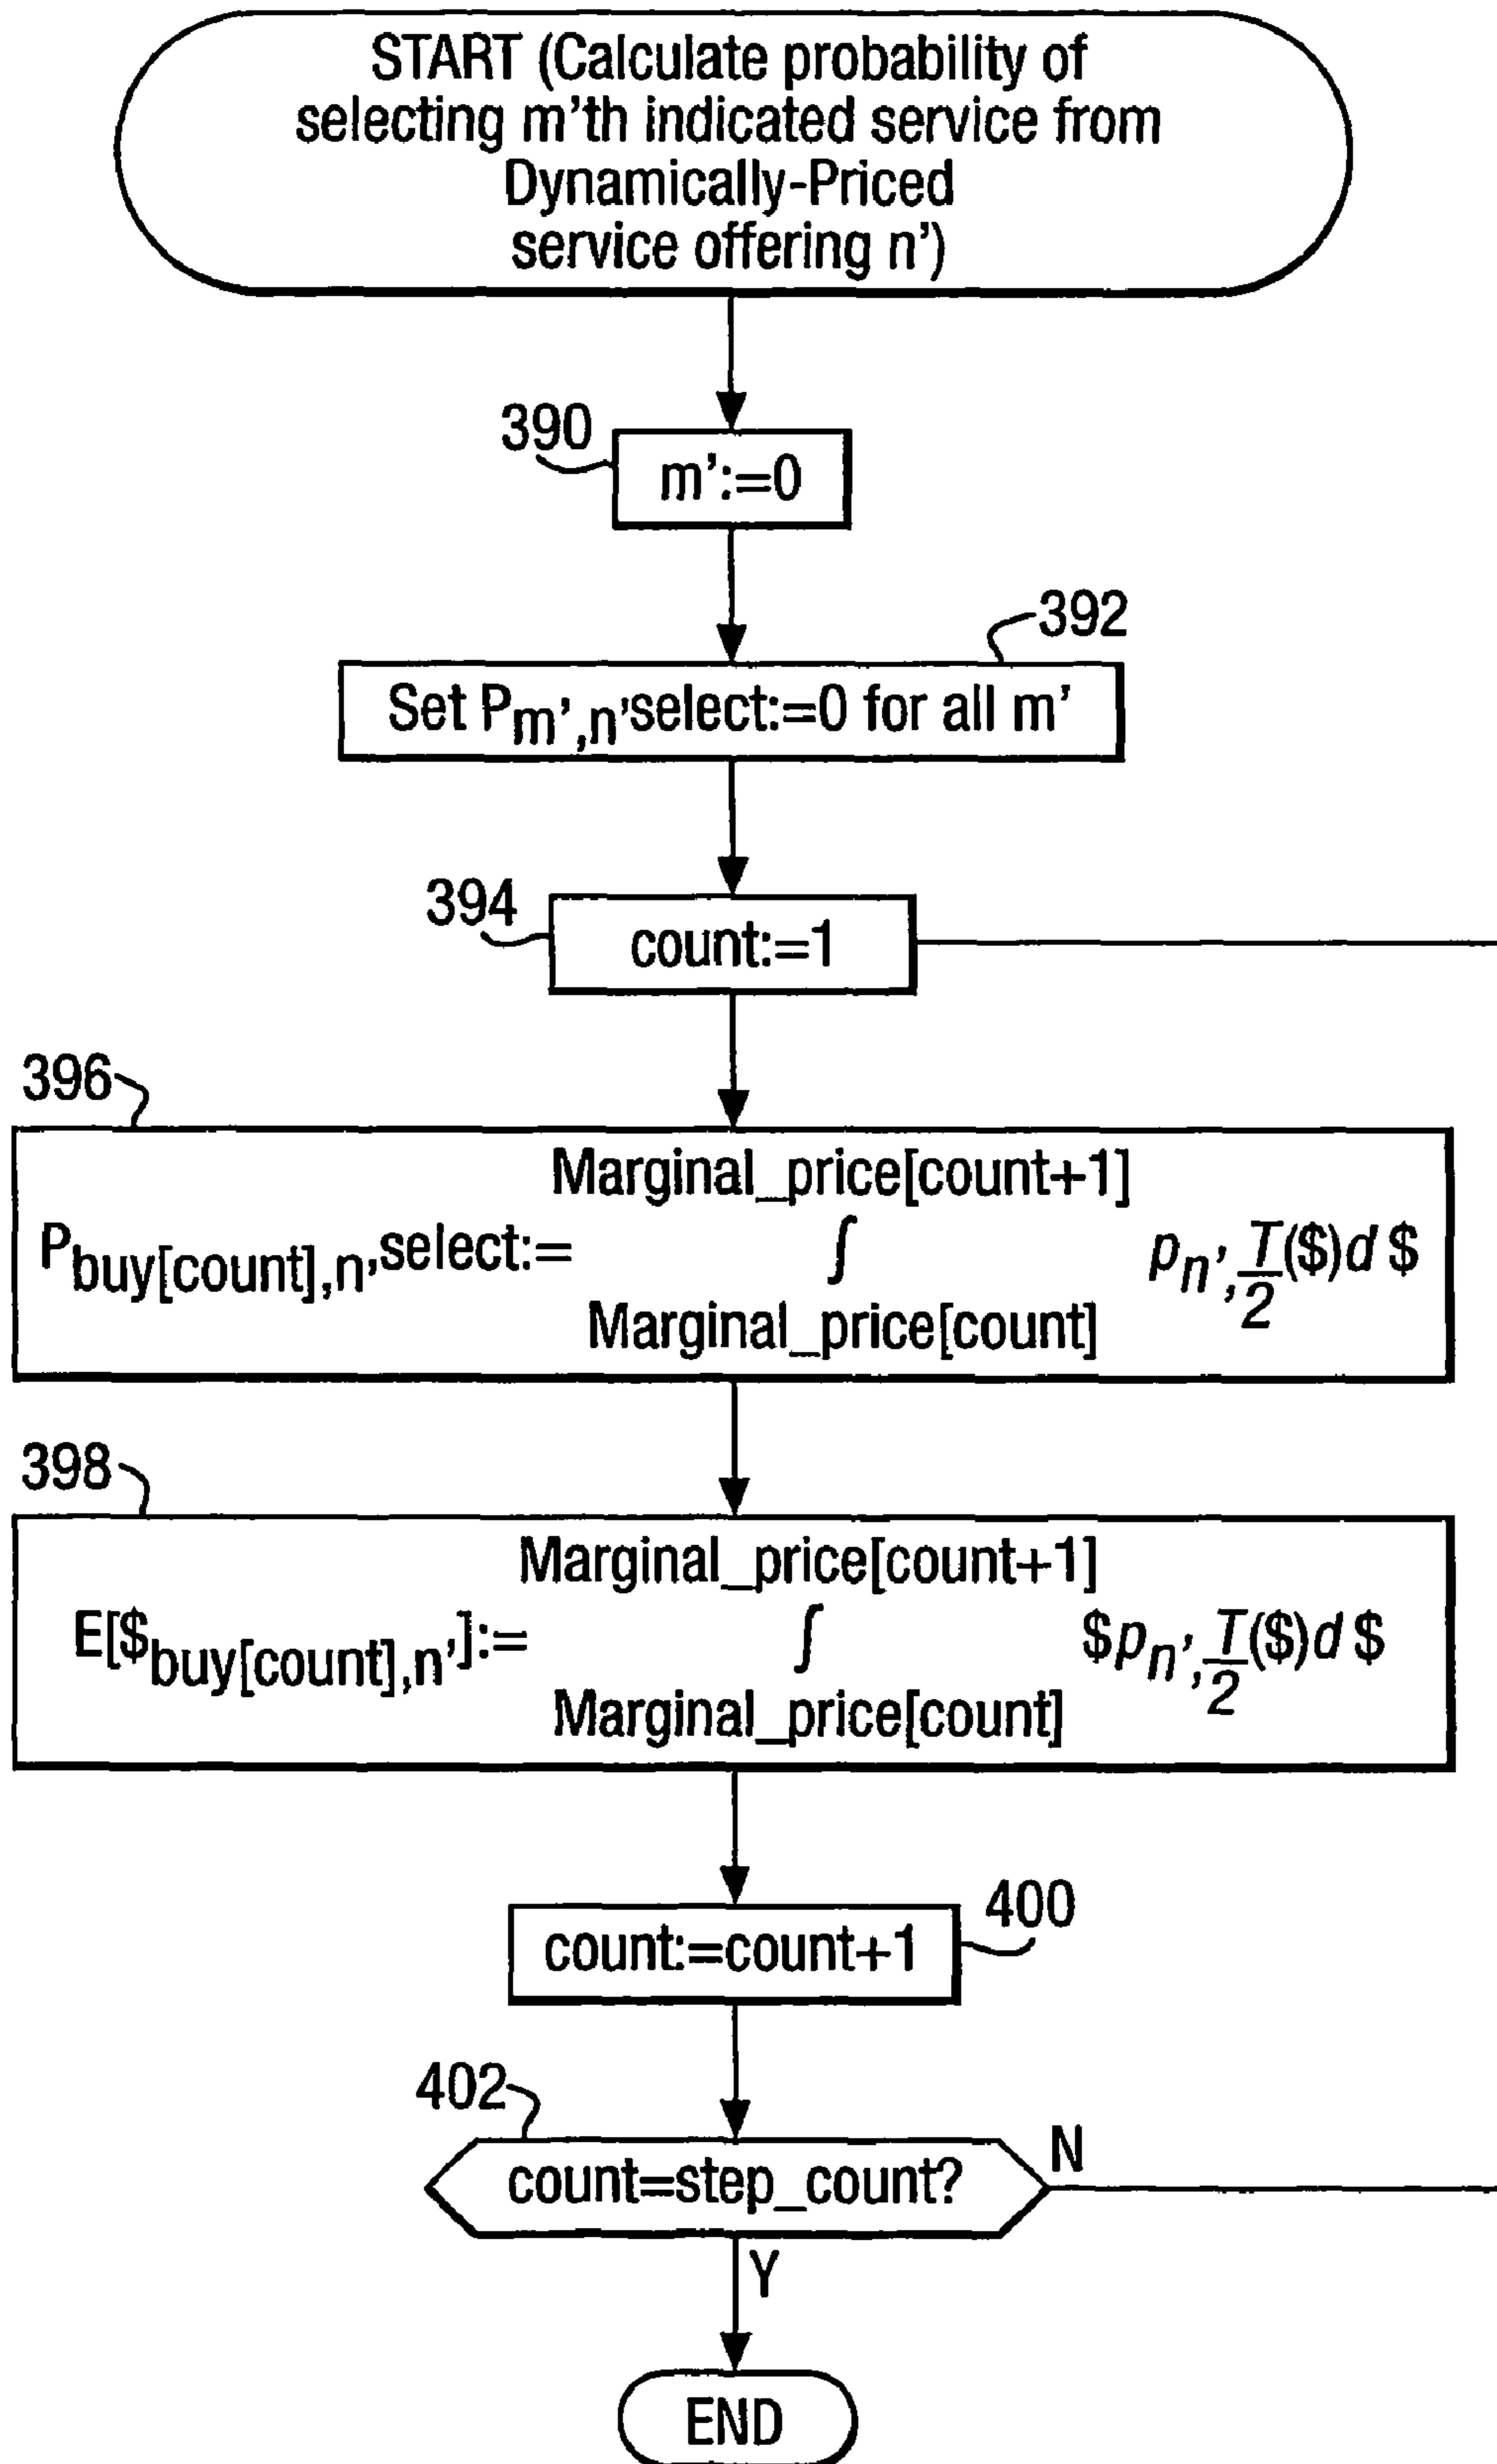 START (Calculate probability of
selecting m'th indicated service from
Dynamically-Priced
service offering n')
390
m':=0
392
Set Pm',n'select:=0 for all m'
394
count:=1
396
Marginal_price[count+1]
Pbuy[count],n'select:= ∫ pn',T/2($)d $
Marginal_price[count]
398
Marginal_price[count+1]
E[$buy[count],n']:= ∫ $pn',T/2($)d $
Marginal_price[count]
400
count:=count+1
402
count=step_count?
N
Y
END